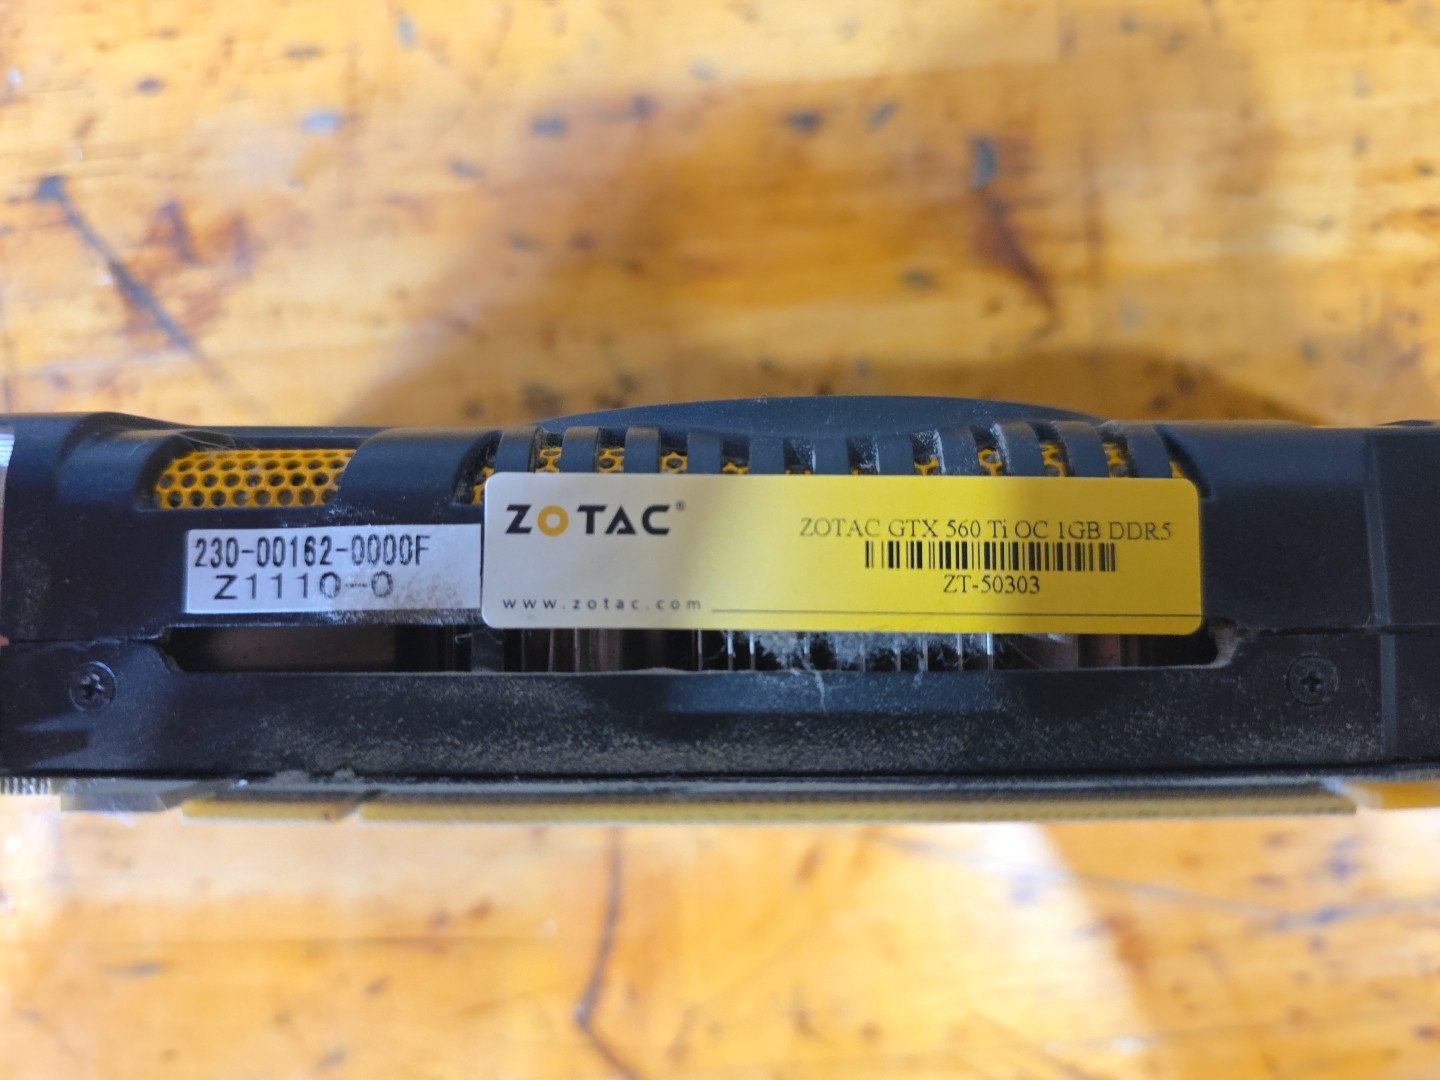 230-00162-0000F
Z1110-0
ZOTAC®
www.zotac.com
ZOTAC GTX 560 Ti OC 1GB DDR5
ZT-50303